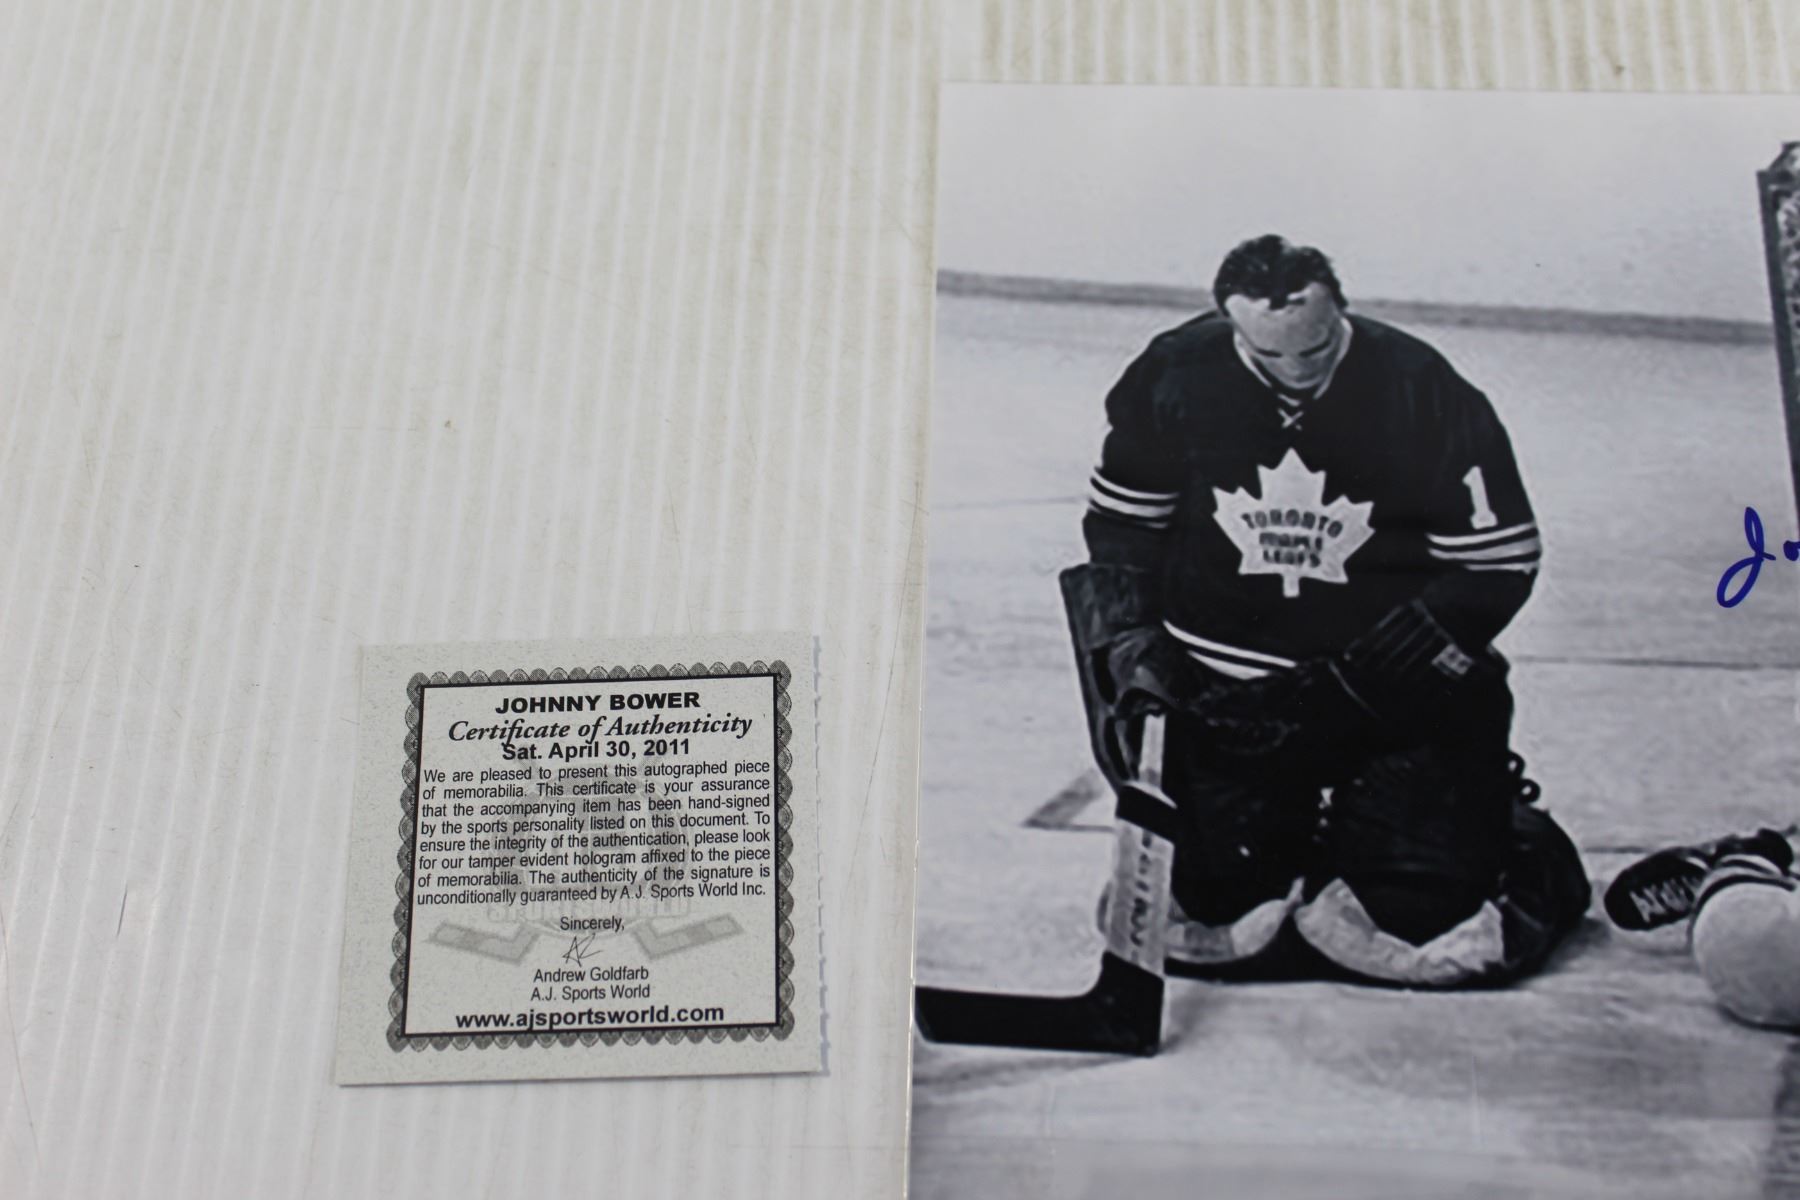 JOHNNY BOWER
Certificate of Authenticity
Sat. April 30, 2011
We are pleased to present this autographed piece
of memorabilia. This certificate is your assurance
that the accompanying item has been hand-signed
by the sports personality listed on this document. To
ensure the integrity of the authentication, please look
for our tamper evident hologram affixed to the piece
of memorabilia. The authenticity of the signature is
unconditionally guaranteed by A.J. Sports World Inc.
SPORTSWORLD
Sincerely,
Andrew Goldfarb
A.J. Sports World
www.ajsportsworld.com
TORONTO
MAPLE
LEAFS
1
Jo